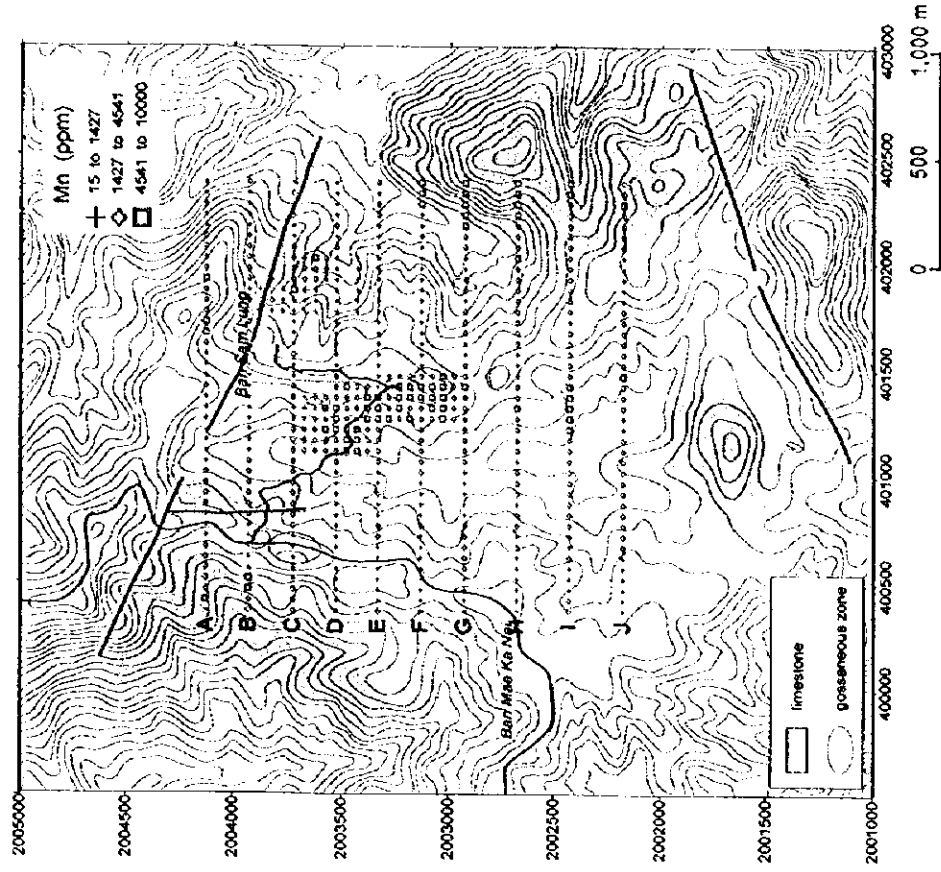 Mn (ppm)
15 to 1427
1427 to 4541
4541 to 10000
2005000
2004500
2004000
2003500
2003000
2002500
2002000
2001500
2001000
A
B
C
D
E
F
G
H
I
J
Ban Sam Lung
Ban Mae Ka Nai
limestone
gossaneous zone
400000
400500
401000
401500
402000
402500
403000
0
500
1,000 m